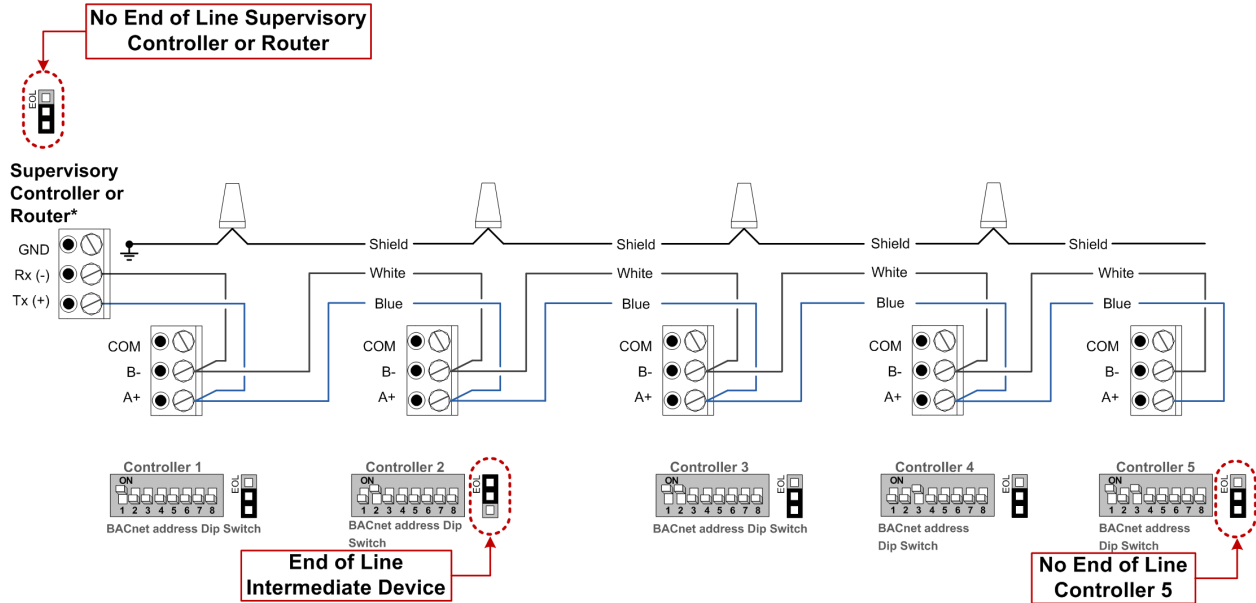 No End of Line Supervisory
Controller or Router
EOL
Supervisory
Controller or
Router*
GND
Rx (-)
Tx (+)
Shield
Shield
Shield
Shield
White
White
White
White
Blue
Blue
Blue
Blue
COM
B-
A+
COM
B-
A+
COM
B-
A+
COM
B-
A+
COM
B-
A+
Controller 1
ON
1 2 3 4 5 6 7 8
EOL
BACnet address Dip Switch
Controller 2
ON
1 2 3 4 5 6 7 8
EOL
BACnet address Dip
Switch
Controller 3
ON
1 2 3 4 5 6 7 8
EOL
BACnet address Dip Switch
Controller 4
ON
1 2 3 4 5 6 7 8
EOL
BACnet address
Dip Switch
Controller 5
ON
1 2 3 4 5 6 7 8
EOL
BACnet address
Dip Switch
End of Line
Intermediate Device
No End of Line
Controller 5